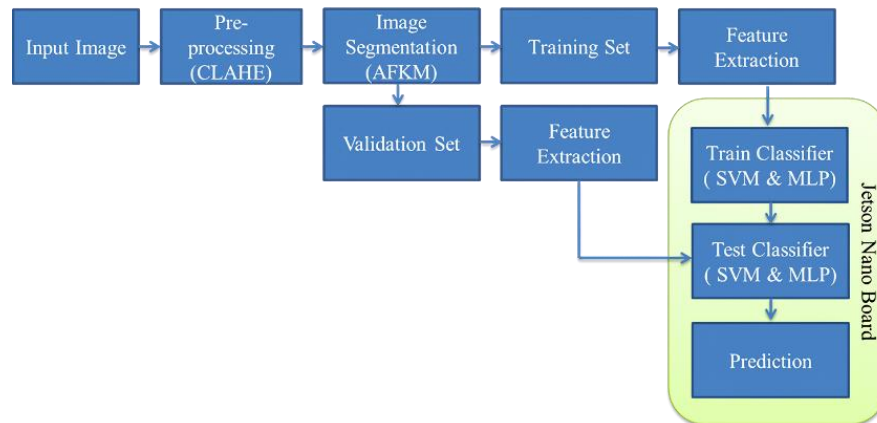 Input Image
Pre-
processing
(CLAHE)
Image
Segmentation
(AFKM)
Training Set
Feature
Extraction
Validation Set
Feature
Extraction
Train Classifier
( SVM & MLP)
Test Classifier
( SVM & MLP)
Prediction
Jetson Nano Board